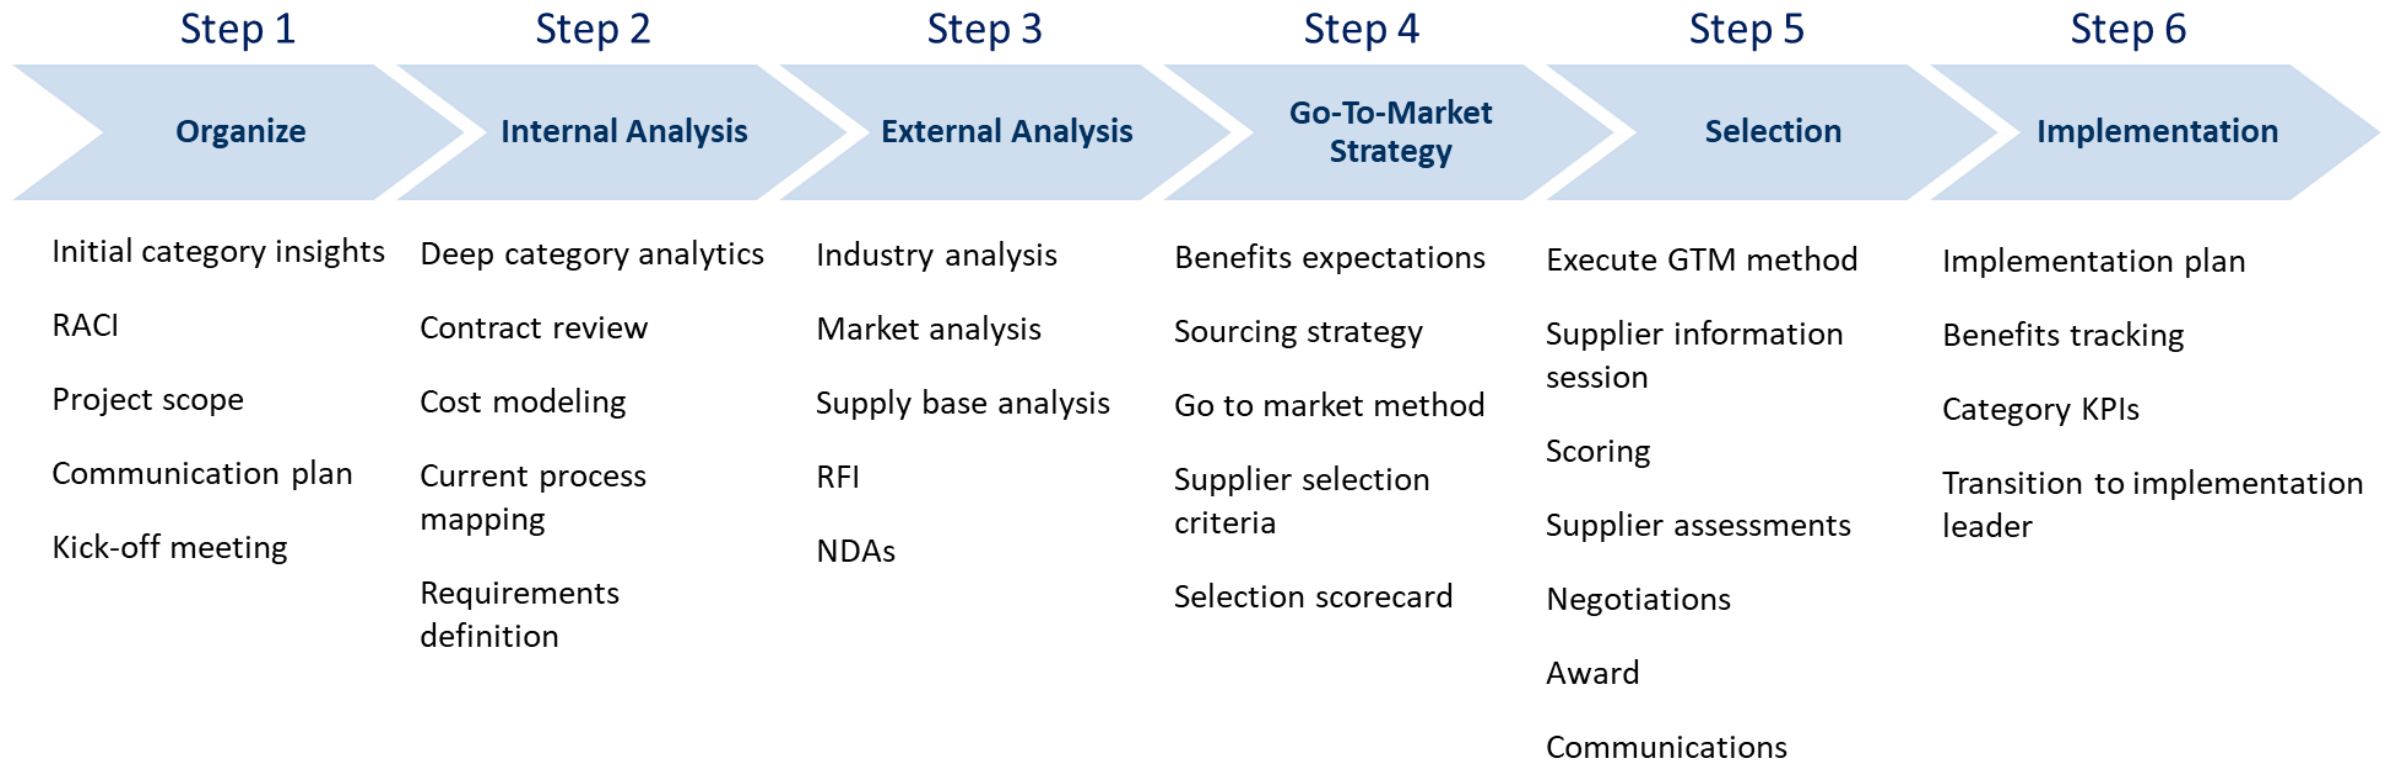 Step 1
Step 2
Step 3
Step 4
Step 5
Step 6
Organize
Internal Analysis
External Analysis
Go-To-Market
Strategy
Selection
Implementation
Initial category insights
RACI
Project scope
Communication plan
Kick-off meeting
Deep category analytics
Contract review
Cost modeling
Current process
mapping
Requirements
definition
Industry analysis
Market analysis
Supply base analysis
RFI
NDAs
Benefits expectations
Sourcing strategy
Go to market method
Supplier selection
criteria
Selection scorecard
Execute GTM method
Supplier information
session
Scoring
Supplier assessments
Negotiations
Award
Communications
Implementation plan
Benefits tracking
Category KPIs
Transition to implementation
leader